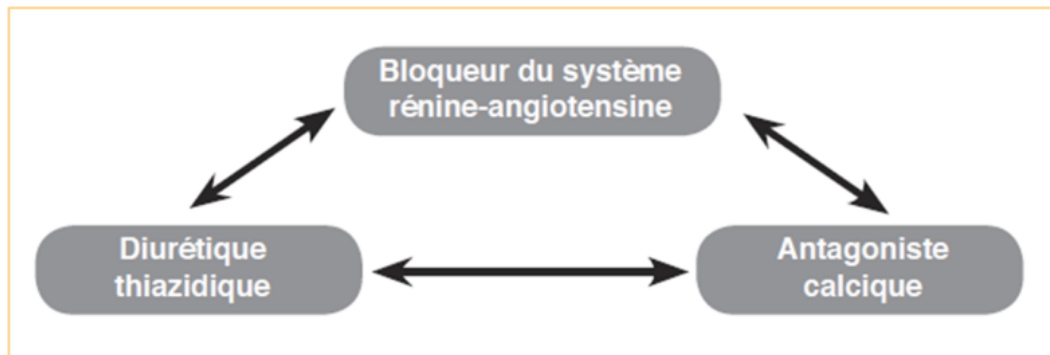 Bloqueur du système
rénine-angiotensine
Diurétique
thiazidique
Antagoniste
calcique